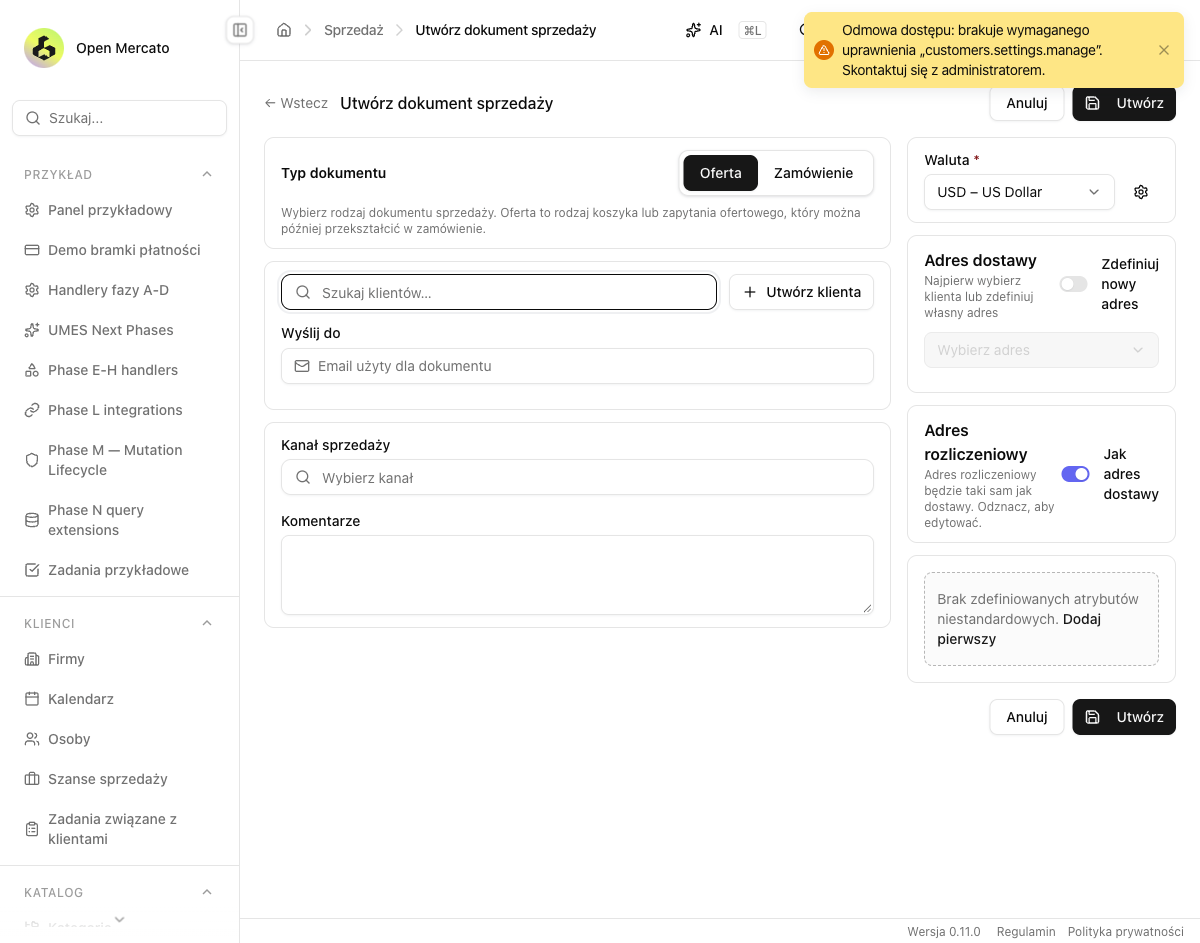 Open Mercato
Szukaj...
PRZYKŁAD
Panel przykładowy
Demo bramki płatności
Handlery fazy A-D
UMES Next Phases
Phase E-H handlers
Phase L integrations
Phase M — Mutation
Lifecycle
Phase N query
extensions
Zadania przykładowe
KLIENCI
Firmy
Kalendarz
Osoby
Szanse sprzedaży
Zadania związane z
klientami
KATALOG
Sprzedaż
Utwórz dokument sprzedaży
AI
⌘L
Odmowa dostępu: brakuje wymaganego
uprawnienia „customers.settings.manage”.
Skontaktuj się z administratorem.
← Wstecz
Utwórz dokument sprzedaży
Anuluj
Utwórz
Typ dokumentu
Oferta
Zamówienie
Wybierz rodzaj dokumentu sprzedaży. Oferta to rodzaj koszyka lub zapytania ofertowego, który można
później przekształcić w zamówienie.
Szukaj klientów...
Utwórz klienta
Wyślij do
Email użyty dla dokumentu
Kanał sprzedaży
Wybierz kanał
Komentarze
Waluta *
USD – US Dollar
Adres dostawy
Najpierw wybierz
klienta lub zdefiniuj
własny adres
Zdefiniuj
nowy
adres
Wybierz adres
Adres
rozliczeniowy
Adres rozliczeniowy
będzie taki sam jak
dostawy. Odznacz, aby
edytować.
Jak
adres
dostawy
Brak zdefiniowanych atrybutów
niestandardowych. Dodaj
pierwszy
Anuluj
Utwórz
Wersja 0.11.0
Regulamin
Polityka prywatności